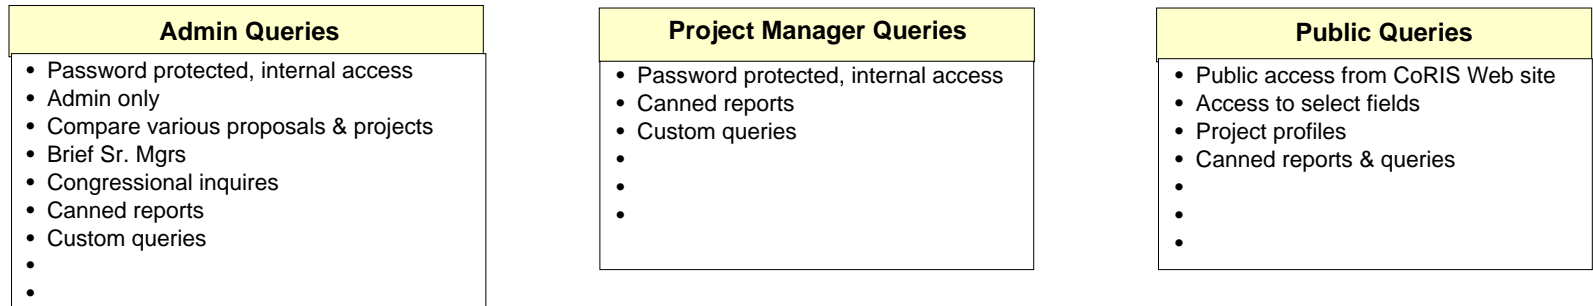 Admin Queries
• Password protected, internal access
• Admin only
• Compare various proposals & projects
• Brief Sr. Mgrs
• Congressional inquires
• Canned reports
• Custom queries
•
•
Project Manager Queries
• Password protected, internal access
• Canned reports
• Custom queries
•
•
•
Public Queries
• Public access from CoRIS Web site
• Access to select fields
• Project profiles
• Canned reports & queries
•
•
•